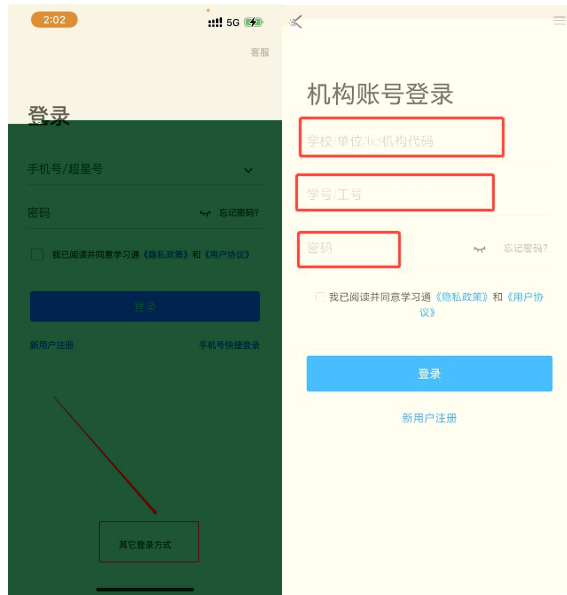 2:02
5G
客服
登录
手机号/超星号
密码
忘记密码?
我已阅读并同意学习通《隐私政策》和《用户协议》
登录
新用户注册
手机号快捷登录
其它登录方式
机构账号登录
学校/单位/fid/机构代码
学号/工号
密码
忘记密码?
我已阅读并同意学习通《隐私政策》和《用户协
议》
登录
新用户注册